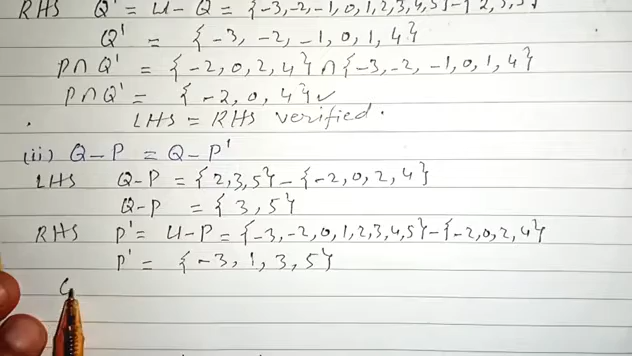 RHS Q' = U - Q = {-3, -2, -1, 0, 1, 2, 3, 4, 5} - { 2, 3, 5}
Q' = {-3, -2, -1, 0, 1, 4}
P∩Q' = {-2, 0, 2, 4} ∩ {-3, -2, -1, 0, 1, 4}
P∩Q' = {-2, 0, 4} ✓
LHS = RHS verified.
(ii) Q-P = Q-P'
LHS Q-P = {2, 3, 5} - {-2, 0, 2, 4}
Q-P = {3, 5}
RHS P' = U-P = {-3, -2, 0, 1, 2, 3, 4, 5} - {-2, 0, 2, 4}
P' = {-3, 1, 3, 5}